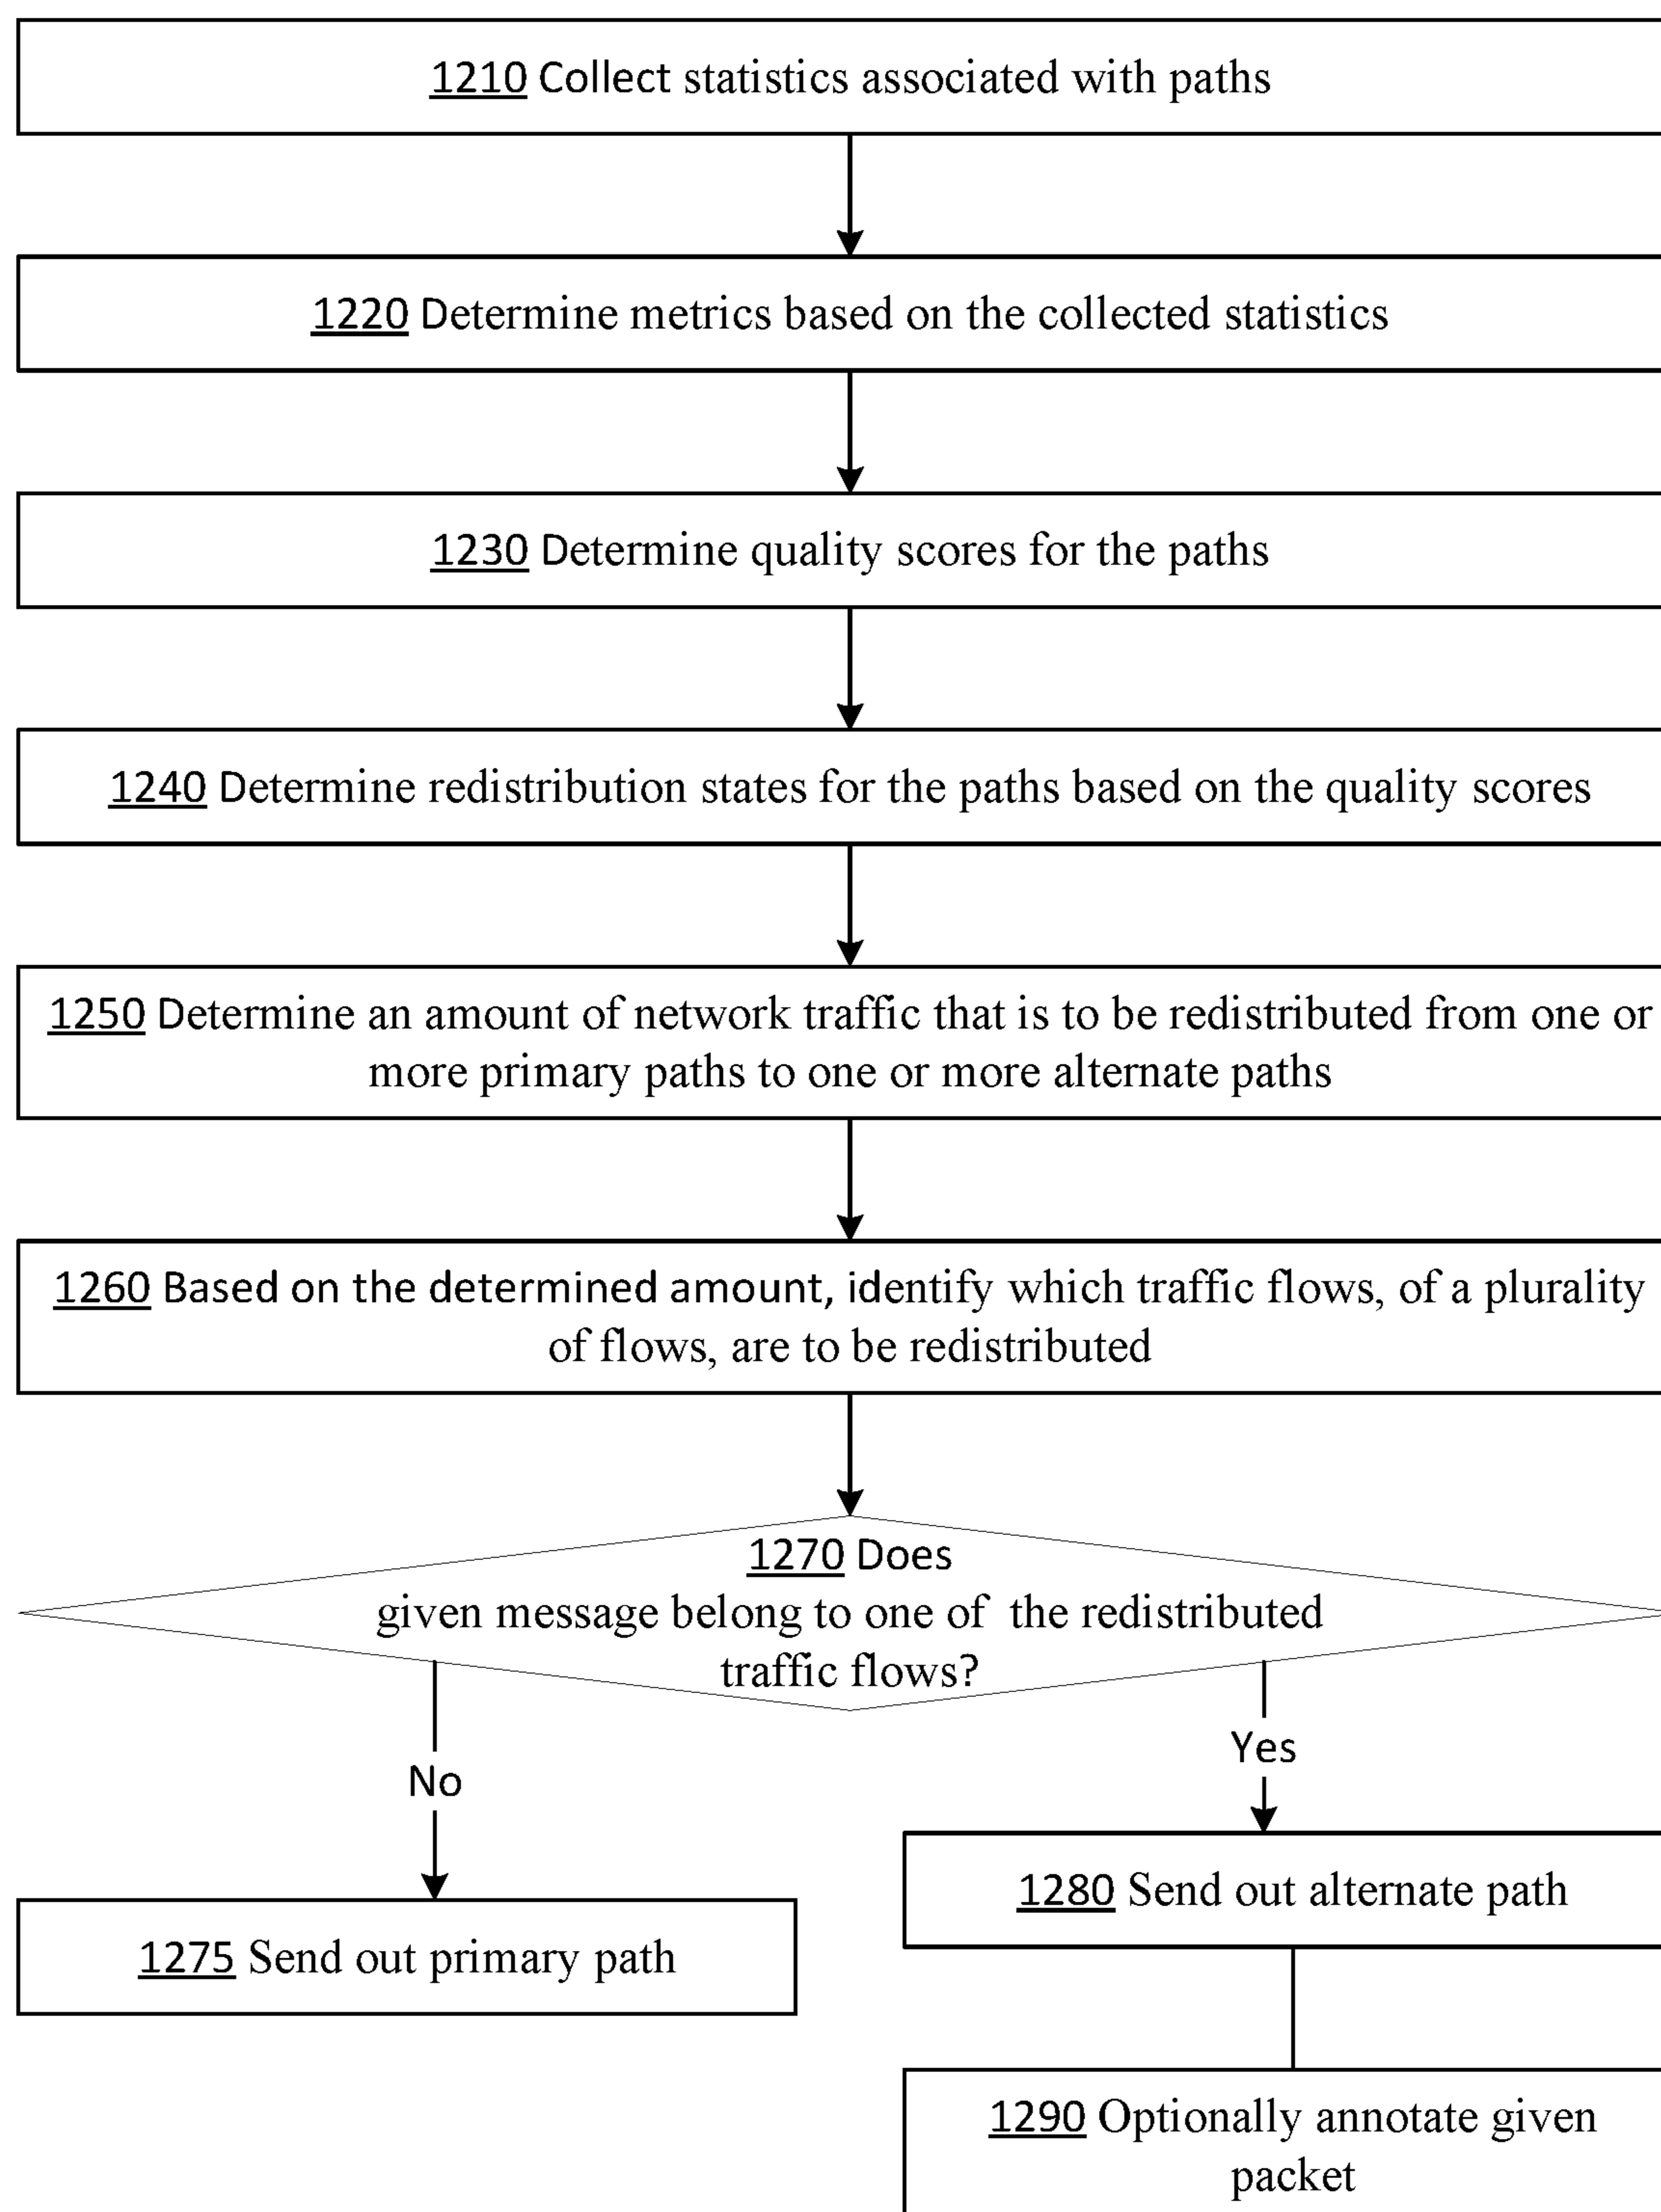 1210 Collect statistics associated with paths
1220 Determine metrics based on the collected statistics
1230 Determine quality scores for the paths
1240 Determine redistribution states for the paths based on the quality scores
1250 Determine an amount of network traffic that is to be redistributed from one or
more primary paths to one or more alternate paths
1260 Based on the determined amount, identify which traffic flows, of a plurality
of flows, are to be redistributed
1270 Does
given message belong to one of the redistributed
traffic flows?
No
Yes
1275 Send out primary path
1280 Send out alternate path
1290 Optionally annotate given
packet